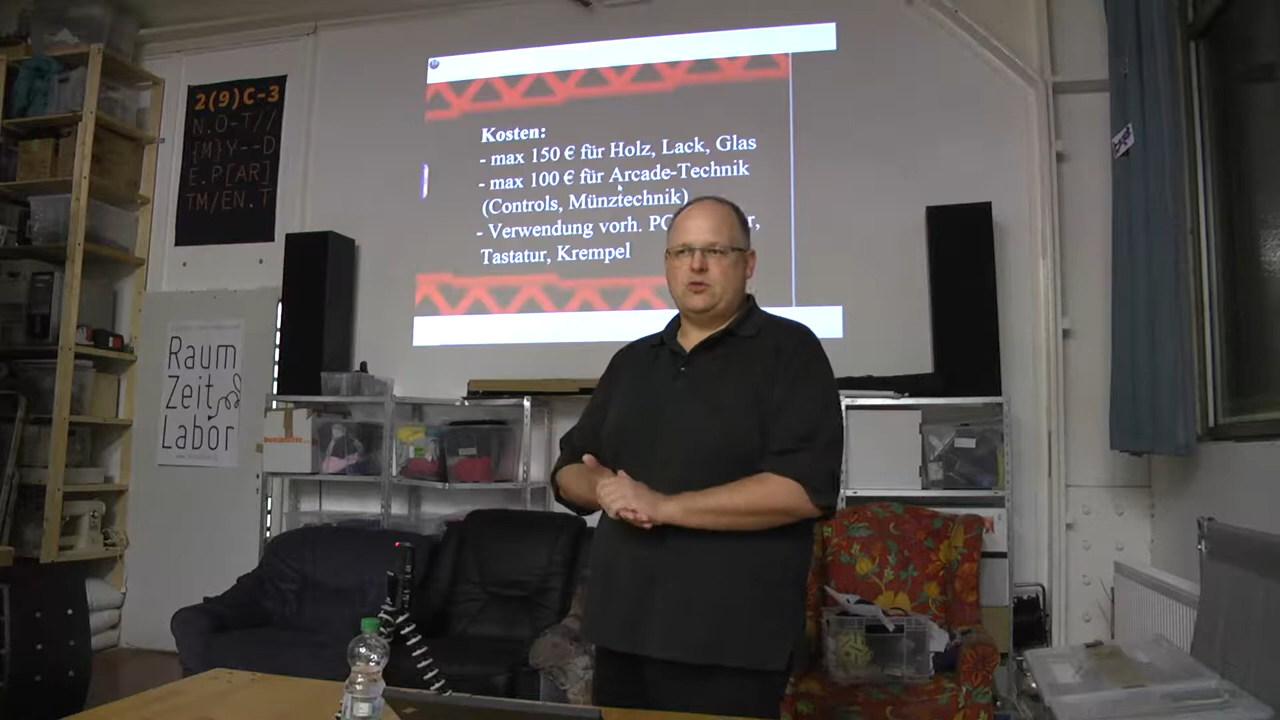 2(9)C-3
N.O-T//
{M}Y--D
E.P[AR]
TM/EN.T
Kosten:
- max 150 € für Holz, Lack, Glas
- max 100 € für Arcade-Technik
(Controls, Münztechnik)
- Verwendung vorh.
Tastatur, Krempel
Raum
Zeit
Labor